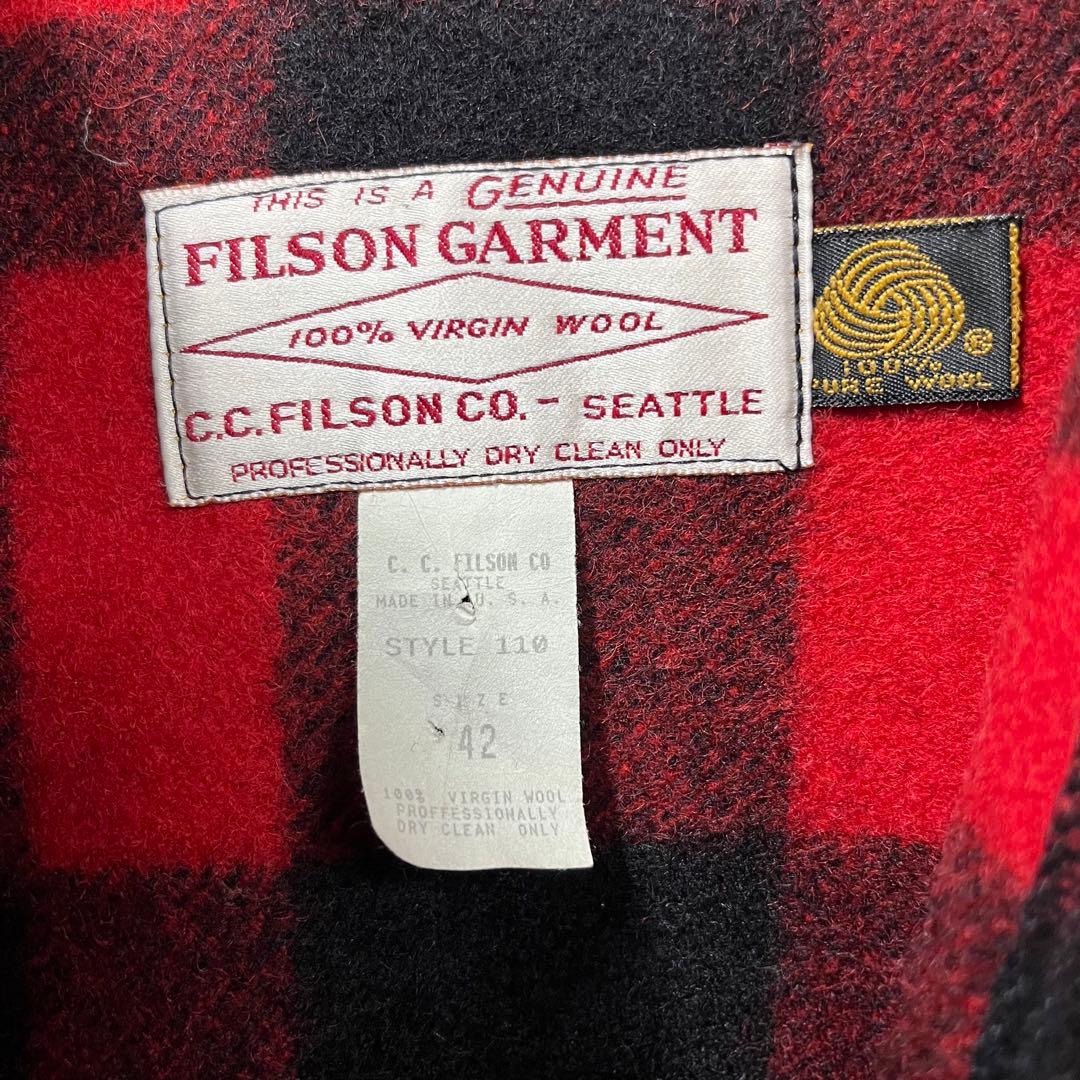 THIS IS A GENUINE
FILSON GARMENT
100% VIRGIN WOOL
C.C. FILSON CO. - SEATTLE
PROFESSIONALLY DRY CLEAN ONLY
®
100%
PURE WOOL
C. C. FILSON CO
SEATTLE
MADE IN U. S. A.
STYLE 110
SIZE
42
100% VIRGIN WOOL
PROFFESSIONALLY
DRY CLEAN ONLY